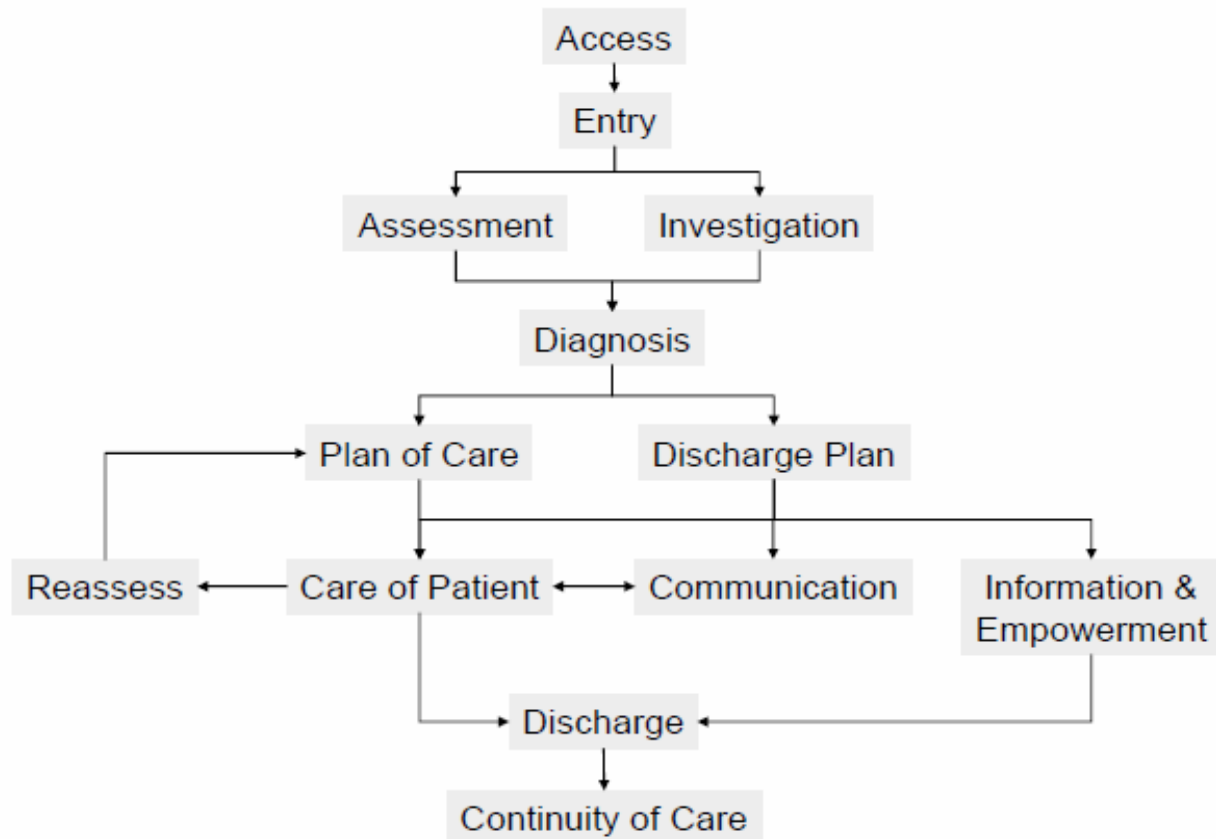 Access
Entry
Assessment
Investigation
Diagnosis
Plan of Care
Discharge Plan
Reassess
Care of Patient
Communication
Information &
Empowerment
Discharge
Continuity of Care